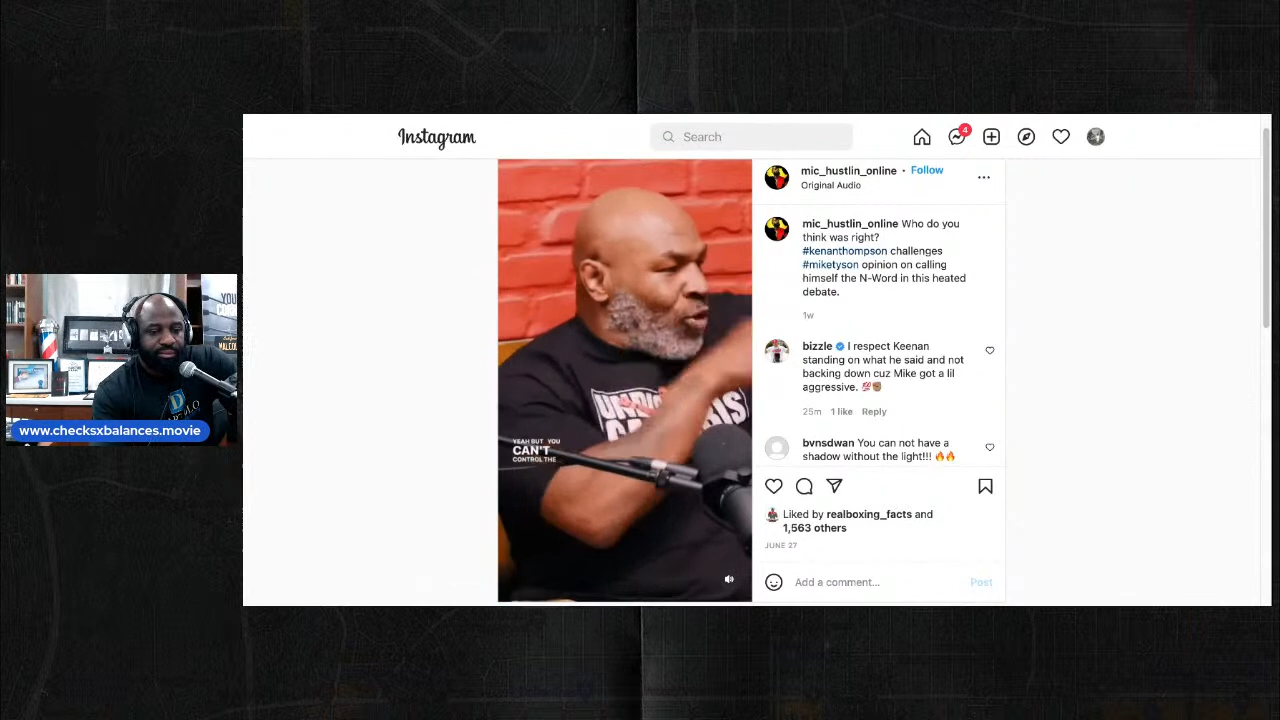 Instagram
Search
4
mic_hustlin_online • Follow
Original Audio
mic_hustlin_online Who do you
think was right?
#kenanthompson challenges
#miketyson opinion on calling
himself the N-Word in this heated
debate.
1w
bizzle I respect Keenan
standing on what he said and not
backing down cuz Mike got a lil
aggressive. 💯✊🏾
25m 1 like Reply
bvnsdwan You can not have a
shadow without the light!!! 🔥🔥
Liked by realboxing_facts and
1,563 others
JUNE 27
Add a comment... Post
YEAH BUT YOU
CAN'T
CONTROL THE
www.checksxbalances.movie